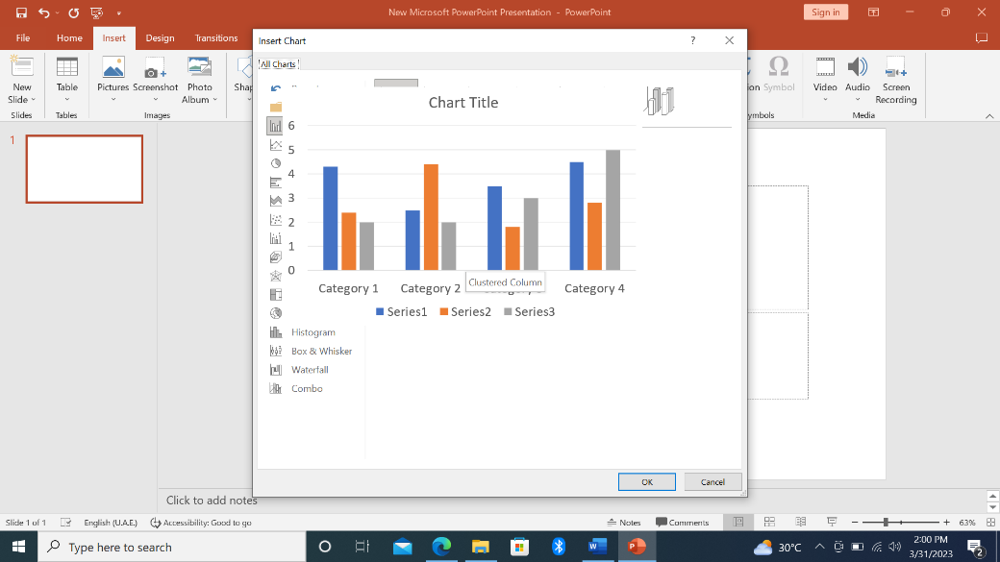 New Microsoft PowerPoint Presentation - PowerPoint
Sign in
File Home Insert Design Transitions
Insert Chart
?
All Charts
New
Slide
Table
Pictures
Screenshot
Photo
Album
Symbol
Video
Audio
Screen
Recording
Slides
Tables
Images
Media
Chart Title
6
5
4
3
2
1
0
Category 1 Category 2 Category 4
Clustered Column
Series1 Series2 Series3
Histogram
Box & Whisker
Waterfall
Combo
OK Cancel
1
Click to add notes
Slide 1 of 1 English (U.A.E.) Accessibility: Good to go Notes Comments 63%
Type here to search
30°C
2:00 PM
3/31/2023
2